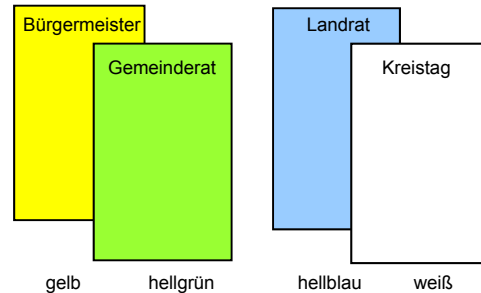 Bürgermeister
Gemeinderat
Landrat
Kreistag
gelb hellgrün hellblau weiß